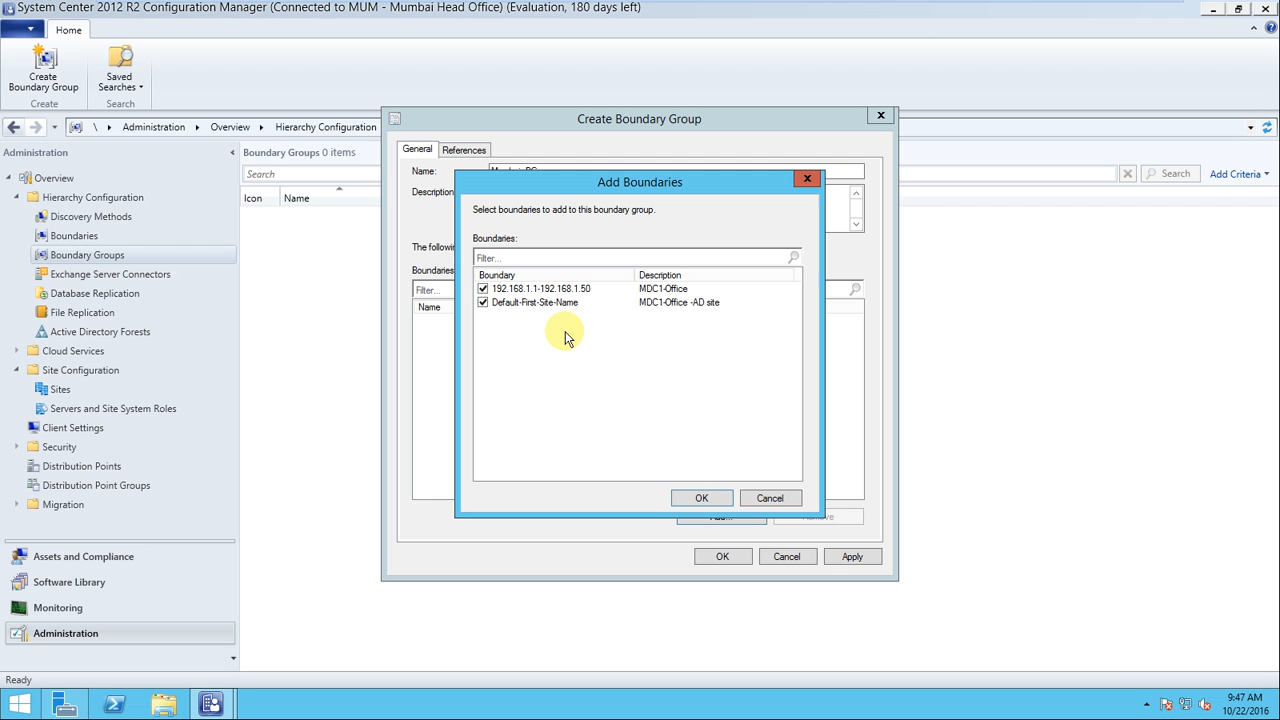 System Center 2012 R2 Configuration Manager (Connected to MUM - Mumbai Head Office) (Evaluation, 180 days left)
Home
Create
Boundary Group
Saved
Searches
Create
Search
\ Administration Overview Hierarchy Configuration
Create Boundary Group
Administration
Boundary Groups 0 items
Search
Search
Add Criteria
Icon
Name
Overview
Hierarchy Configuration
Discovery Methods
Boundaries
Boundary Groups
Exchange Server Connectors
Database Replication
File Replication
Active Directory Forests
Cloud Services
Site Configuration
Sites
Servers and Site System Roles
Client Settings
Security
Distribution Points
Distribution Point Groups
Migration
Assets and Compliance
Software Library
Monitoring
Administration
General
References
Name:
Description
The following
Boundaries
Filter...
Name
Add Boundaries
Select boundaries to add to this boundary group.
Boundaries:
Filter...
Boundary Description
192.168.1.1-192.168.1.50 MDC1-Office
Default-First-Site-Name MDC1-Office -AD site
OK
Cancel
OK
Cancel
Apply
Ready
9:47 AM
10/22/2016